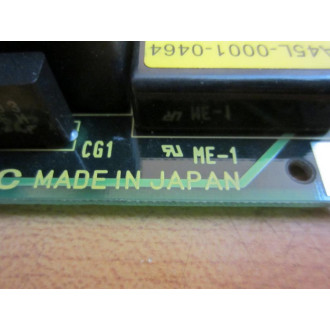 A45L-0001-0464
ME-1
CG1 ME-1
C MADE IN JAPAN